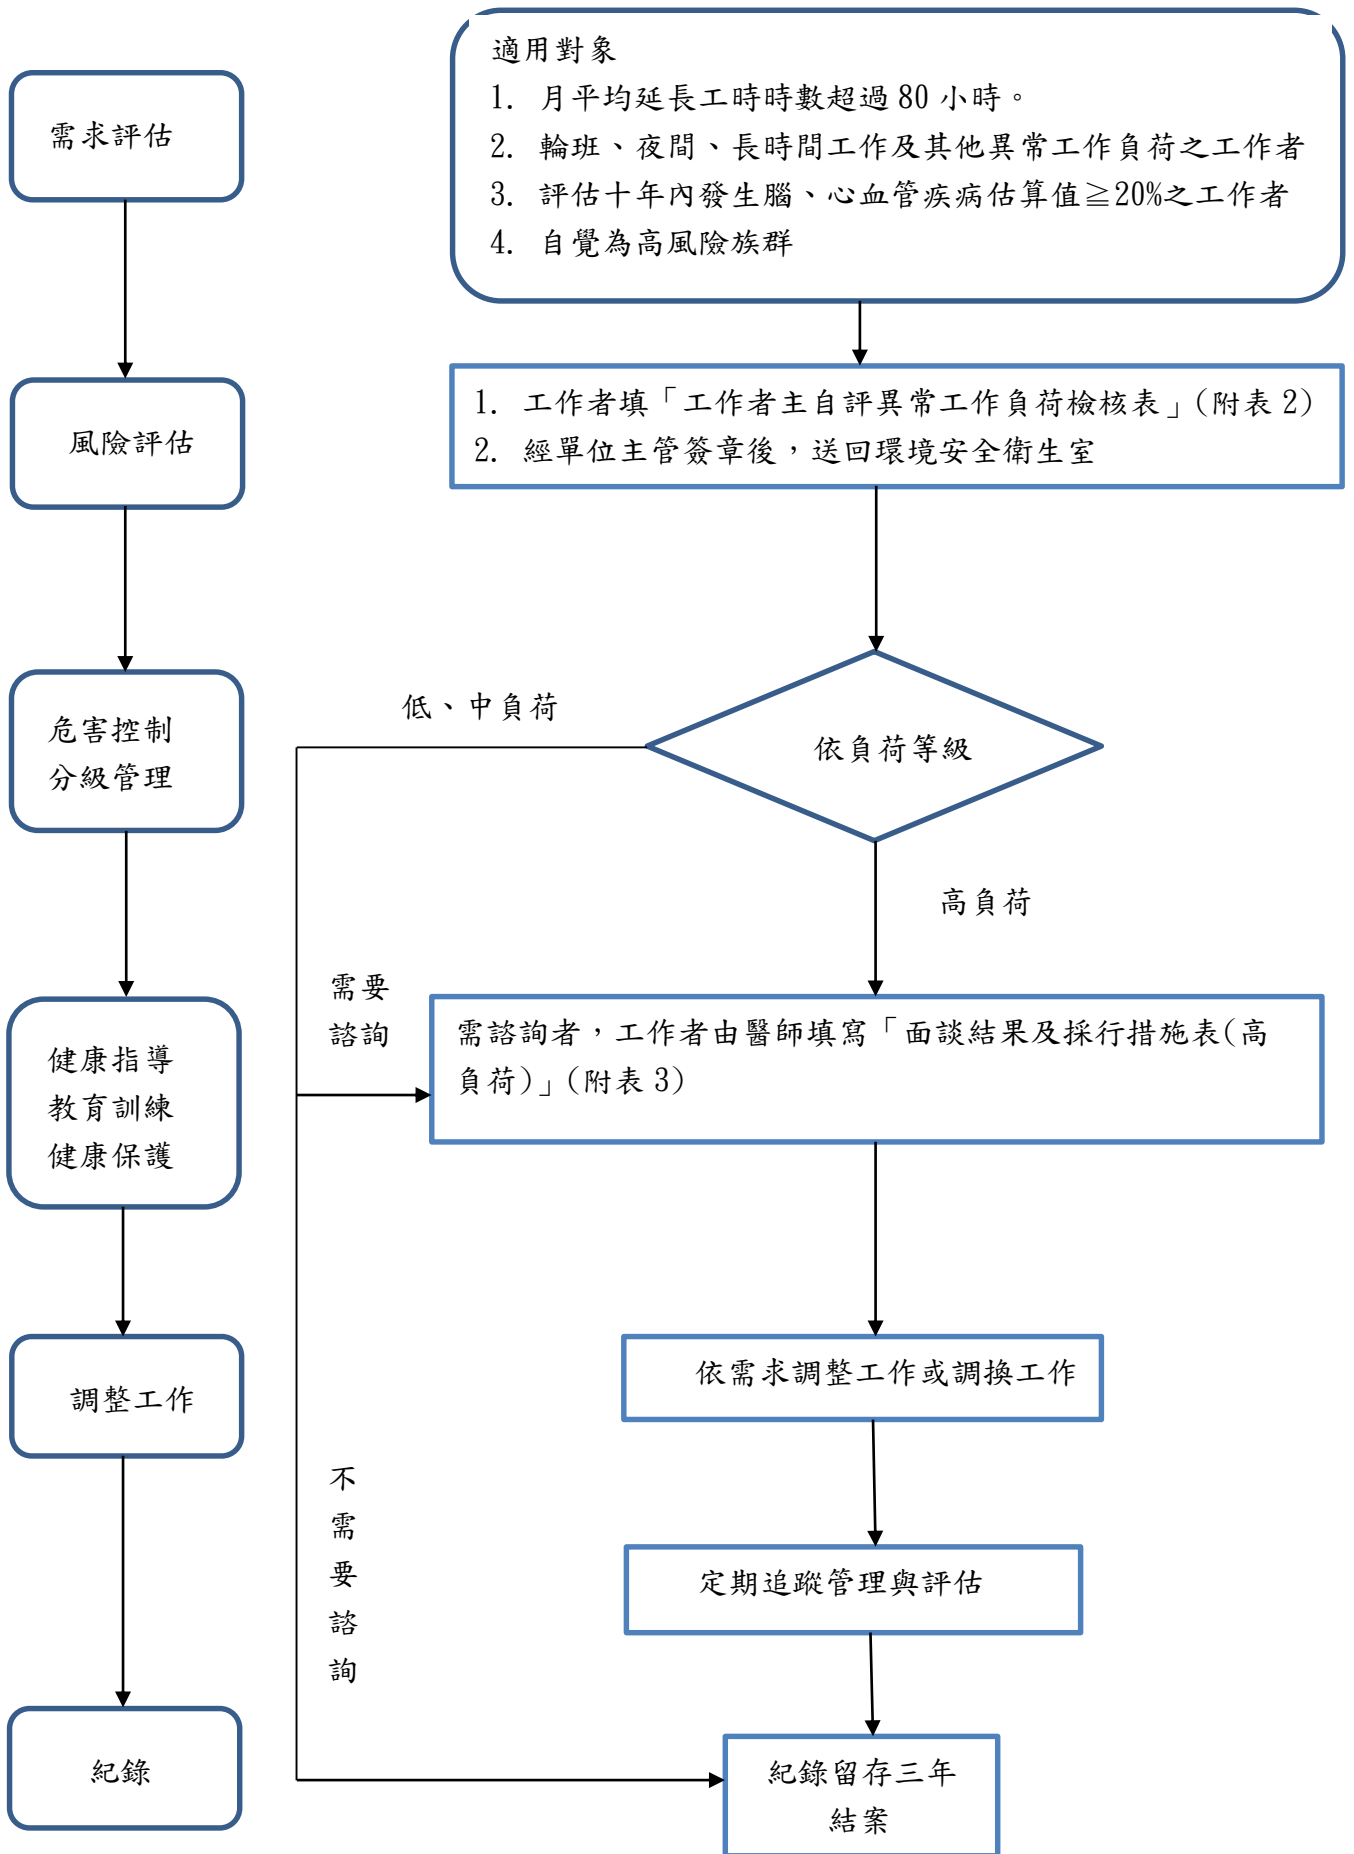 適用對象
1. 月平均延長工時時數超過 80 小時。
2. 輪班、夜間、長時間工作及其他異常工作負荷之工作者
3. 評估十年內發生腦、心血管疾病估算值≧20%之工作者
4. 自覺為高風險族群
需求評估
1. 工作者填「工作者主自評異常工作負荷檢核表」(附表 2)
2. 經單位主管簽章後，送回環境安全衛生室
風險評估
低、中負荷
依負荷等級
危害控制
分級管理
高負荷
需要
諮詢
需諮詢者，工作者由醫師填寫「面談結果及採行措施表(高
負荷)」(附表 3)
健康指導
教育訓練
健康保護
依需求調整工作或調換工作
調整工作
不
需
要
諮
詢
定期追蹤管理與評估
紀錄留存三年
結案
紀錄